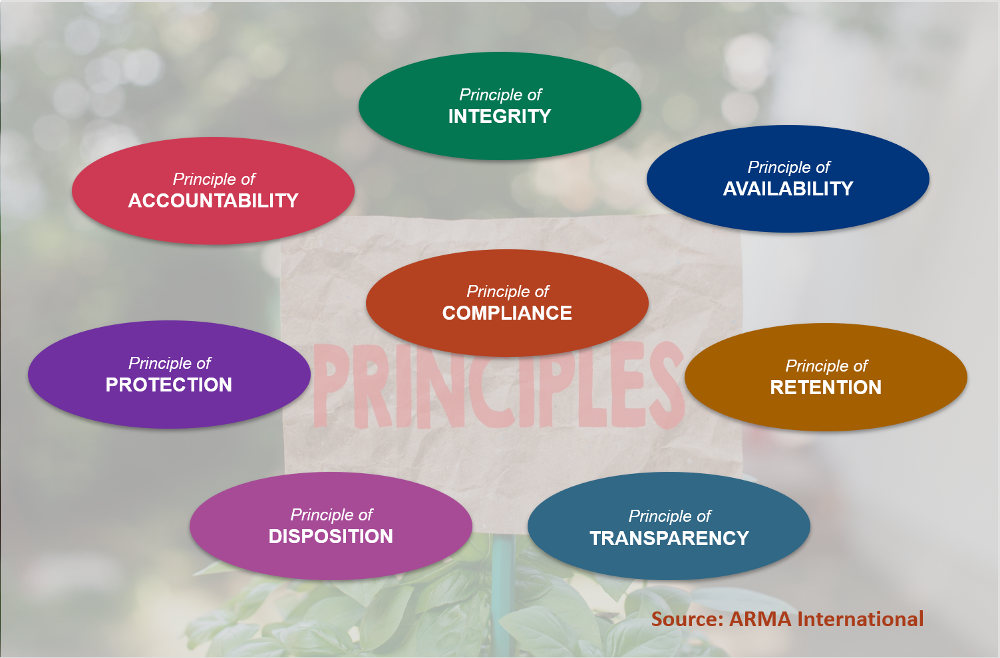 Principle of
INTEGRITY
Principle of
AVAILABILITY
Principle of
ACCOUNTABILITY
Principle of
COMPLIANCE
PRINCIPLES
Principle of
PROTECTION
Principle of
RETENTION
Principle of
DISPOSITION
Principle of
TRANSPARENCY
Source: ARMA International